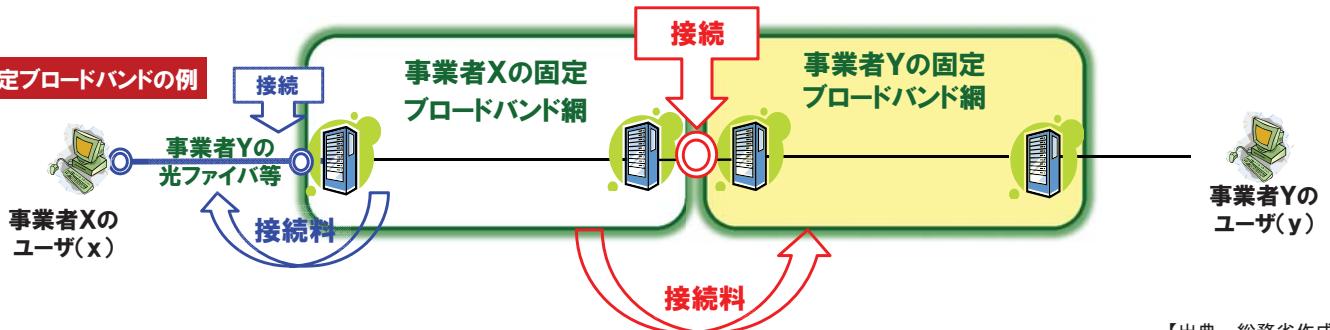 定ブロードバンドの例
接続
接続
事業者Xの固定
ブロードバンド網
事業者Yの固定
ブロードバンド網
事業者Yの
光ファイバ等
事業者Xの
ユーザ(x)
事業者Yの
ユーザ(y)
接続料
接続料